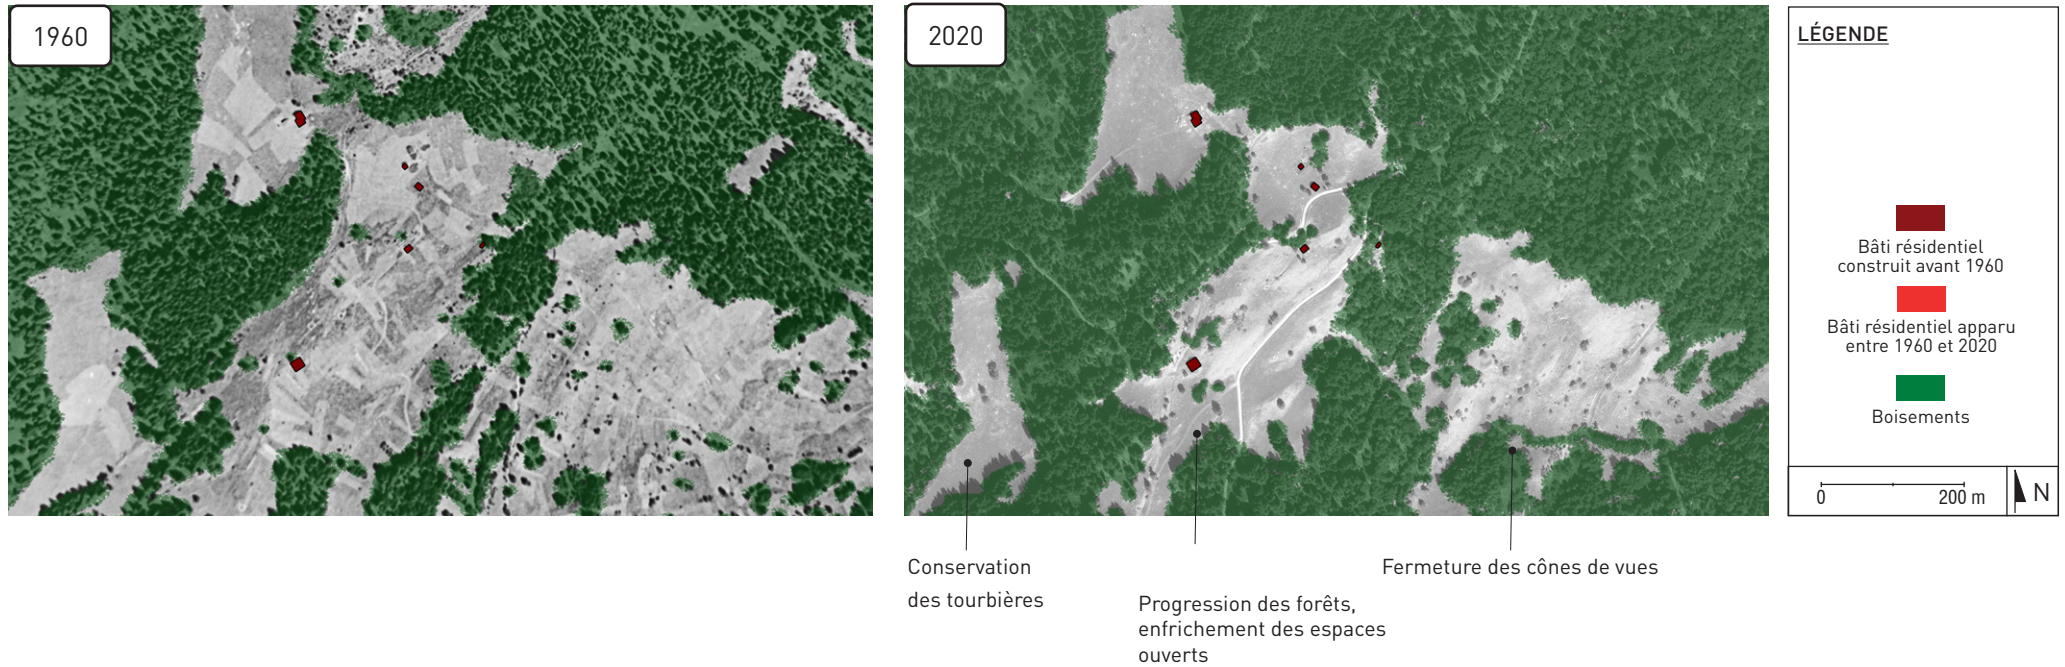 1960
2020
LÉGENDE
Bâti résidentiel
construit avant 1960
Bâti résidentiel apparu
entre 1960 et 2020
Boisements
0
200 m
N
Conservation
des tourbières
Progression des forêts,
enfrichement des espaces
ouverts
Fermeture des cônes de vues